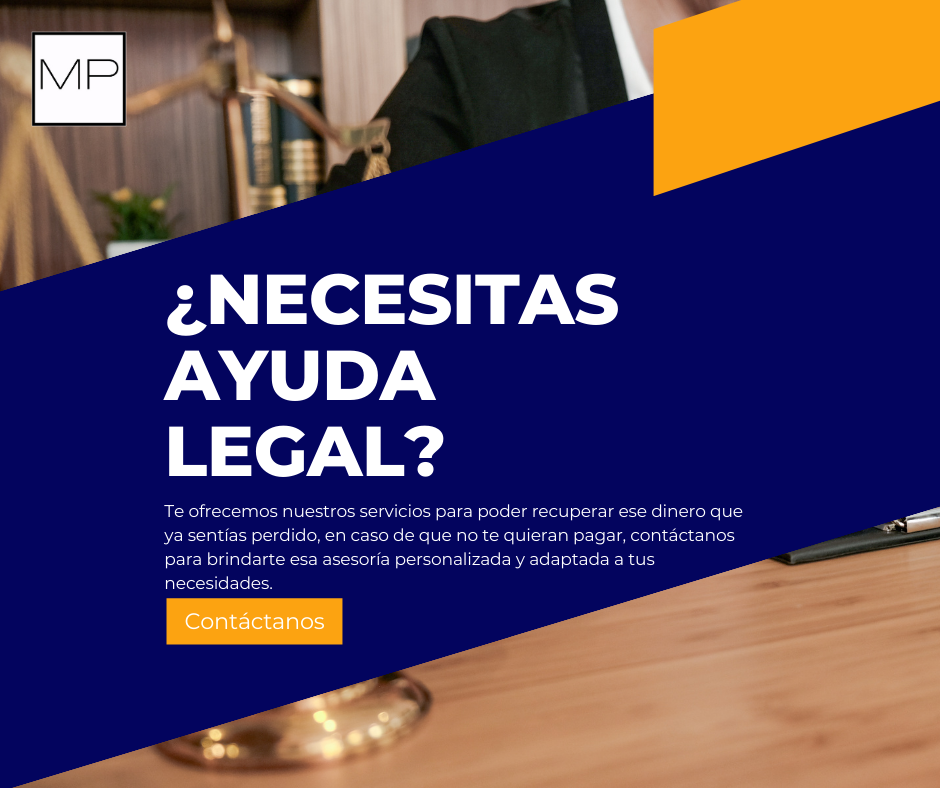 MP
¿NECESITAS
AYUDA
LEGAL?
Te ofrecemos nuestros servicios para poder recuperar ese dinero que
ya sentías perdido, en caso de que no te quieran pagar, contáctanos
para brindarte esa asesoría personalizada y adaptada a tus
necesidades.
Contáctanos